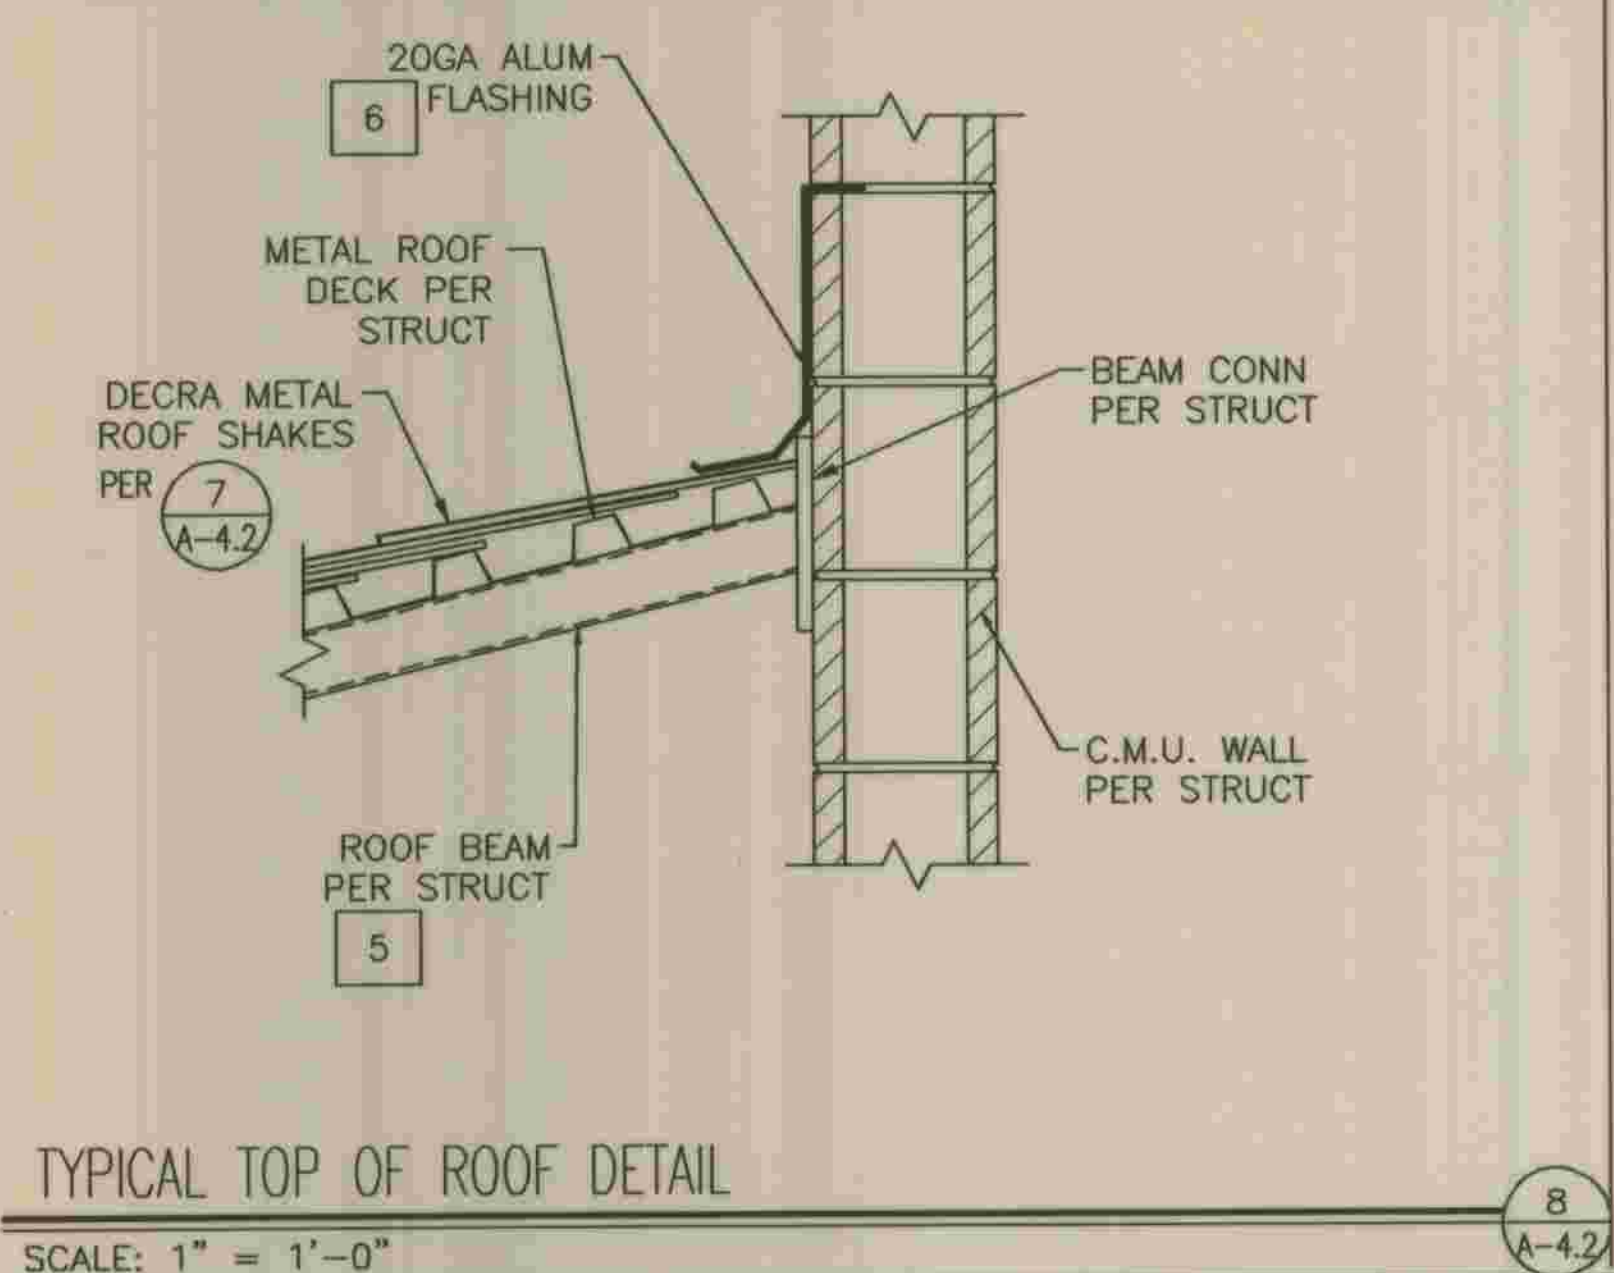 20GA ALUM
FLASHING
6
METAL ROOF
DECK PER
STRUCT
DECRA METAL
ROOF SHAKES
PER
7
A-4.2
BEAM CONN
PER STRUCT
C.M.U. WALL
PER STRUCT
ROOF BEAM
PER STRUCT
5
TYPICAL TOP OF ROOF DETAIL
8
A-4.2
SCALE: 1" = 1'-0"